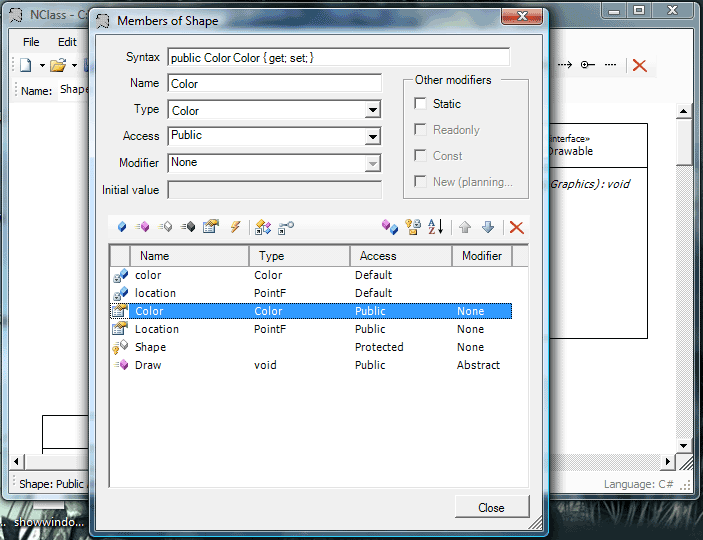 NClass - C
Members of Shape
File Edit
Name: Shape
Syntax public Color Color { get; set; }
Name Color
Type Color
Access Public
Modifier None
Initial value
Other modifiers
Static
Readonly
Const
New (planning...
interface»
Drawable
Graphics) : void
A
Z
Name Type Access Modifier
color Color Default
location PointF Default
Color Color Public None
Location PointF Public None
Shape Protected None
Draw void Public Abstract
Close
Shape: Public
Language: C#
showwindo...